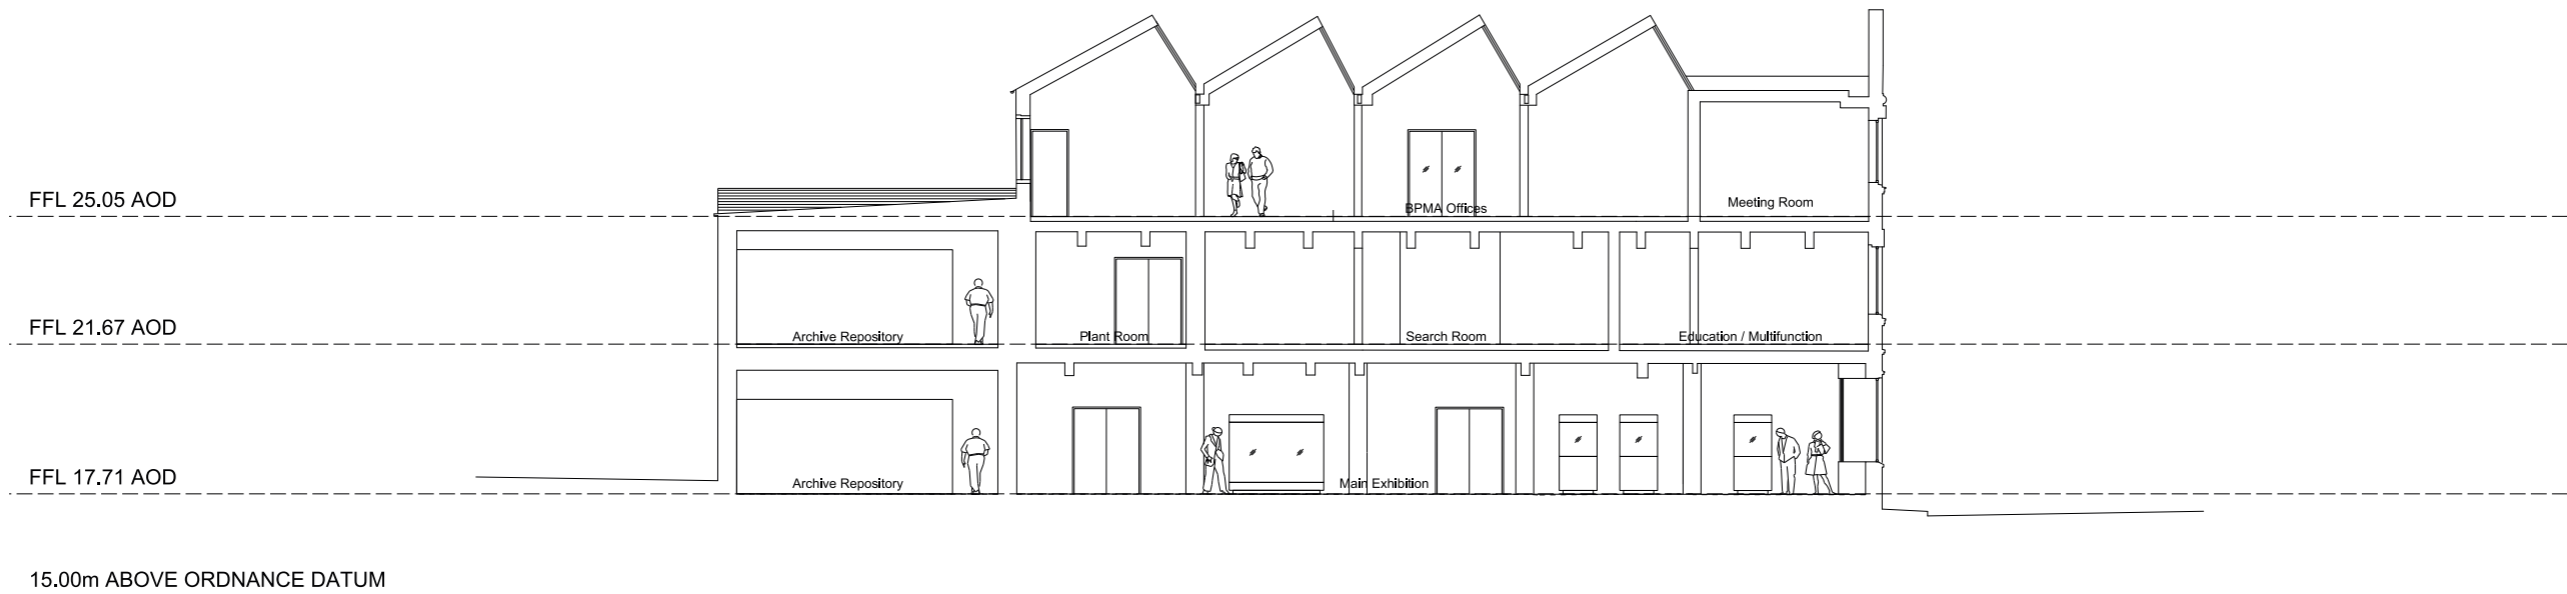 FFL 25.05 AOD
BPMA Offices
Meeting Room
FFL 21.67 AOD
Archive Repository
Plant Room
Search Room
Education / Multifunction
FFL 17.71 AOD
Archive Repository
Main Exhibition
15.00m ABOVE ORDNANCE DATUM